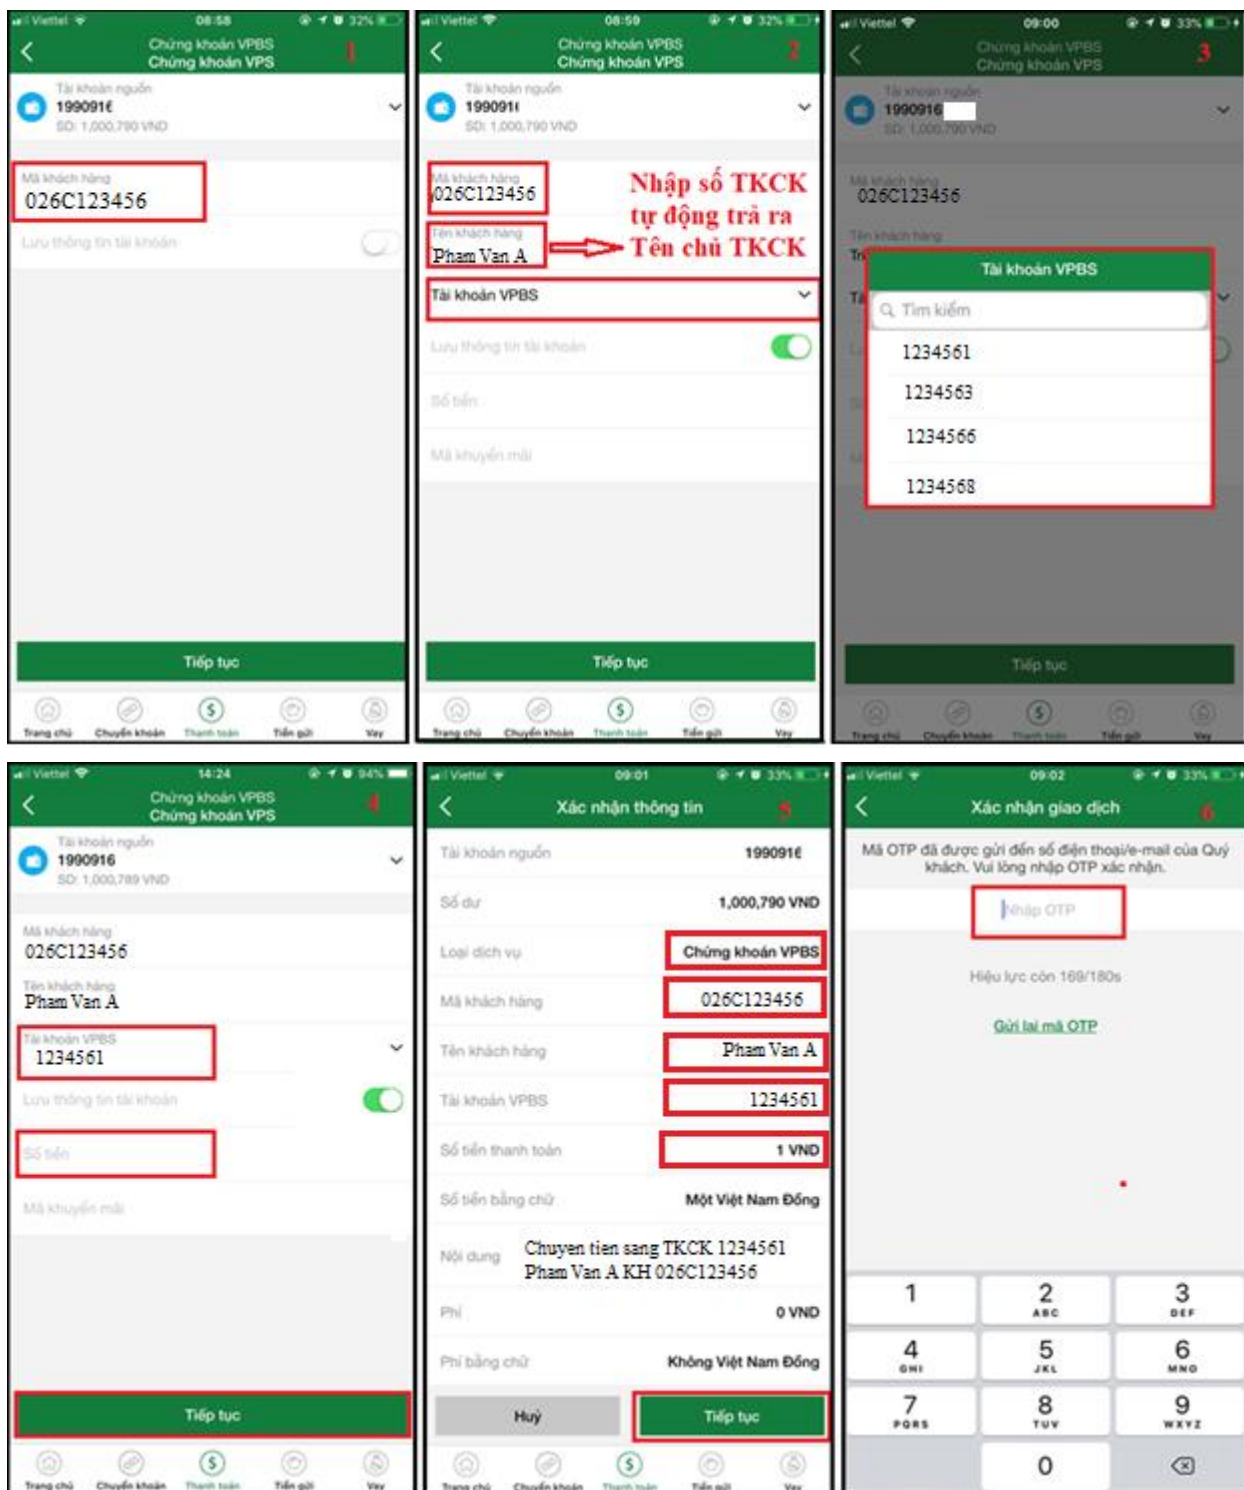 Viettel 08:58 32%
Chứng khoán VPBS
Chứng khoán VPS
1
Tài khoản nguồn
1990916
SD: 1,000,790 VND
Mã khách hàng
026C123456
Lưu thông tin tài khoản
Tiếp tục
Trang chủ Chuyển khoản Thanh toán Tiền gửi Vay
Viettel 08:59 32%
Chứng khoán VPBS
Chứng khoán VPS
2
Tài khoản nguồn
199091
SD: 1,000,790 VND
Mã khách hàng
026C123456
Tên khách hàng
Pham Van A
Nhập số TKCK
tự động trả ra
Tên chủ TKCK
Tài khoản VPBS
Lưu thông tin tài khoản
Số tiền
Mã khuyến mãi
Tiếp tục
Trang chủ Chuyển khoản Thanh toán Tiền gửi Vay
Viettel 09:00 33%
Chứng khoán VPBS
Chứng khoán VPS
3
Tài khoản nguồn
1990916
SD: 1,000,790 VND
Mã khách hàng
026C123456
Tên khách hàng
Tài khoản VPBS
Tìm kiếm
1234561
1234563
1234566
1234568
Tiếp tục
Trang chủ Chuyển khoản Thanh toán Tiền gửi Vay
Viettel 14:24 94%
Chứng khoán VPBS
Chứng khoán VPS
4
Tài khoản nguồn
1990916
SD: 1,000,789 VND
Mã khách hàng
026C123456
Tên khách hàng
Pham Van A
Tài khoản VPBS
1234561
Lưu thông tin tài khoản
Số tiền
Mã khuyến mãi
Tiếp tục
Trang chủ Chuyển khoản Thanh toán Tiền gửi Vay
Viettel 09:01 33%
Xác nhận thông tin
5
Tài khoản nguồn 1990916
Số dư 1,000,790 VND
Loại dịch vụ Chứng khoán VPBS
Mã khách hàng 026C123456
Tên khách hàng Pham Van A
Tài khoản VPBS 1234561
Số tiền thanh toán 1 VND
Số tiền bằng chữ Một Việt Nam Đồng
Nội dung Chuyen tien sang TKCK 1234561
Pham Van A KH 026C123456
Phí 0 VND
Phí bằng chữ Không Việt Nam Đồng
Huỷ Tiếp tục
Trang chủ Chuyển khoản Thanh toán Tiền gửi Vay
Viettel 09:02 33%
Xác nhận giao dịch
6
Mã OTP đã được gửi đến số điện thoại/e-mail của Quý
khách. Vui lòng nhập OTP xác nhận.
Nhập OTP
Hiệu lực còn 169/180s
Gửi lại mã OTP
1 2 3
ABC DEF
4 5 6
GHI JKL MNO
7 8 9
PQRS TUV WXYZ
0